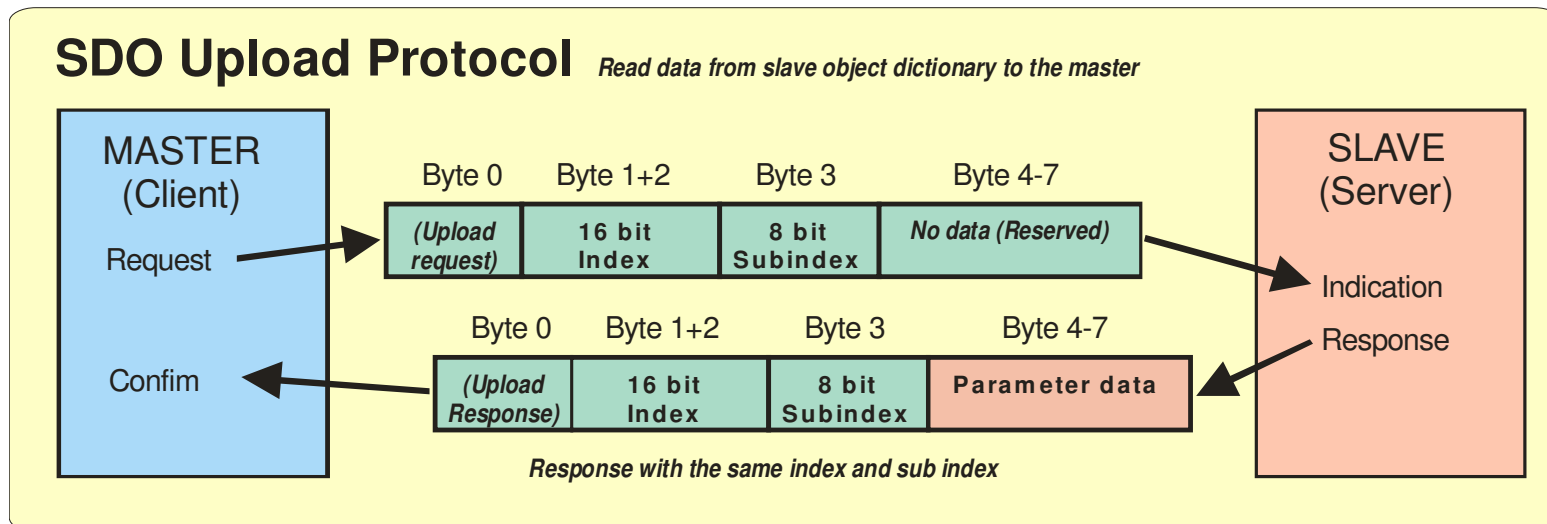 SDO Upload Protocol Read data from slave object dictionary to the master
MASTER
(Client)
Request
Confim
Byte 0 Byte 1+2 Byte 3 Byte 4-7
(Upload
request)
16 bit
Index
8 bit
Subindex
No data (Reserved)
Byte 0 Byte 1+2 Byte 3 Byte 4-7
(Upload
Response)
16 bit
Index
8 bit
Subindex
Parameter data
Response with the same index and sub index
SLAVE
(Server)
Indication
Response